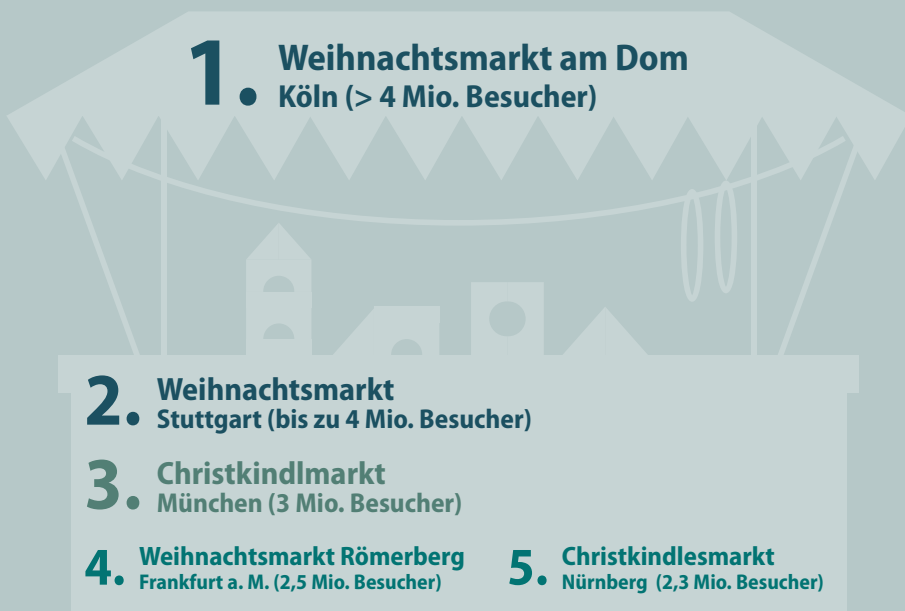 1. Weihnachtsmarkt am Dom
Köln (> 4 Mio. Besucher)
2. Weihnachtsmarkt
Stuttgart (bis zu 4 Mio. Besucher)
3. Christkindlmarkt
München (3 Mio. Besucher)
4. Weihnachtsmarkt Römerberg
Frankfurt a. M. (2,5 Mio. Besucher)
5. Christkindlesmarkt
Nürnberg (2,3 Mio. Besucher)